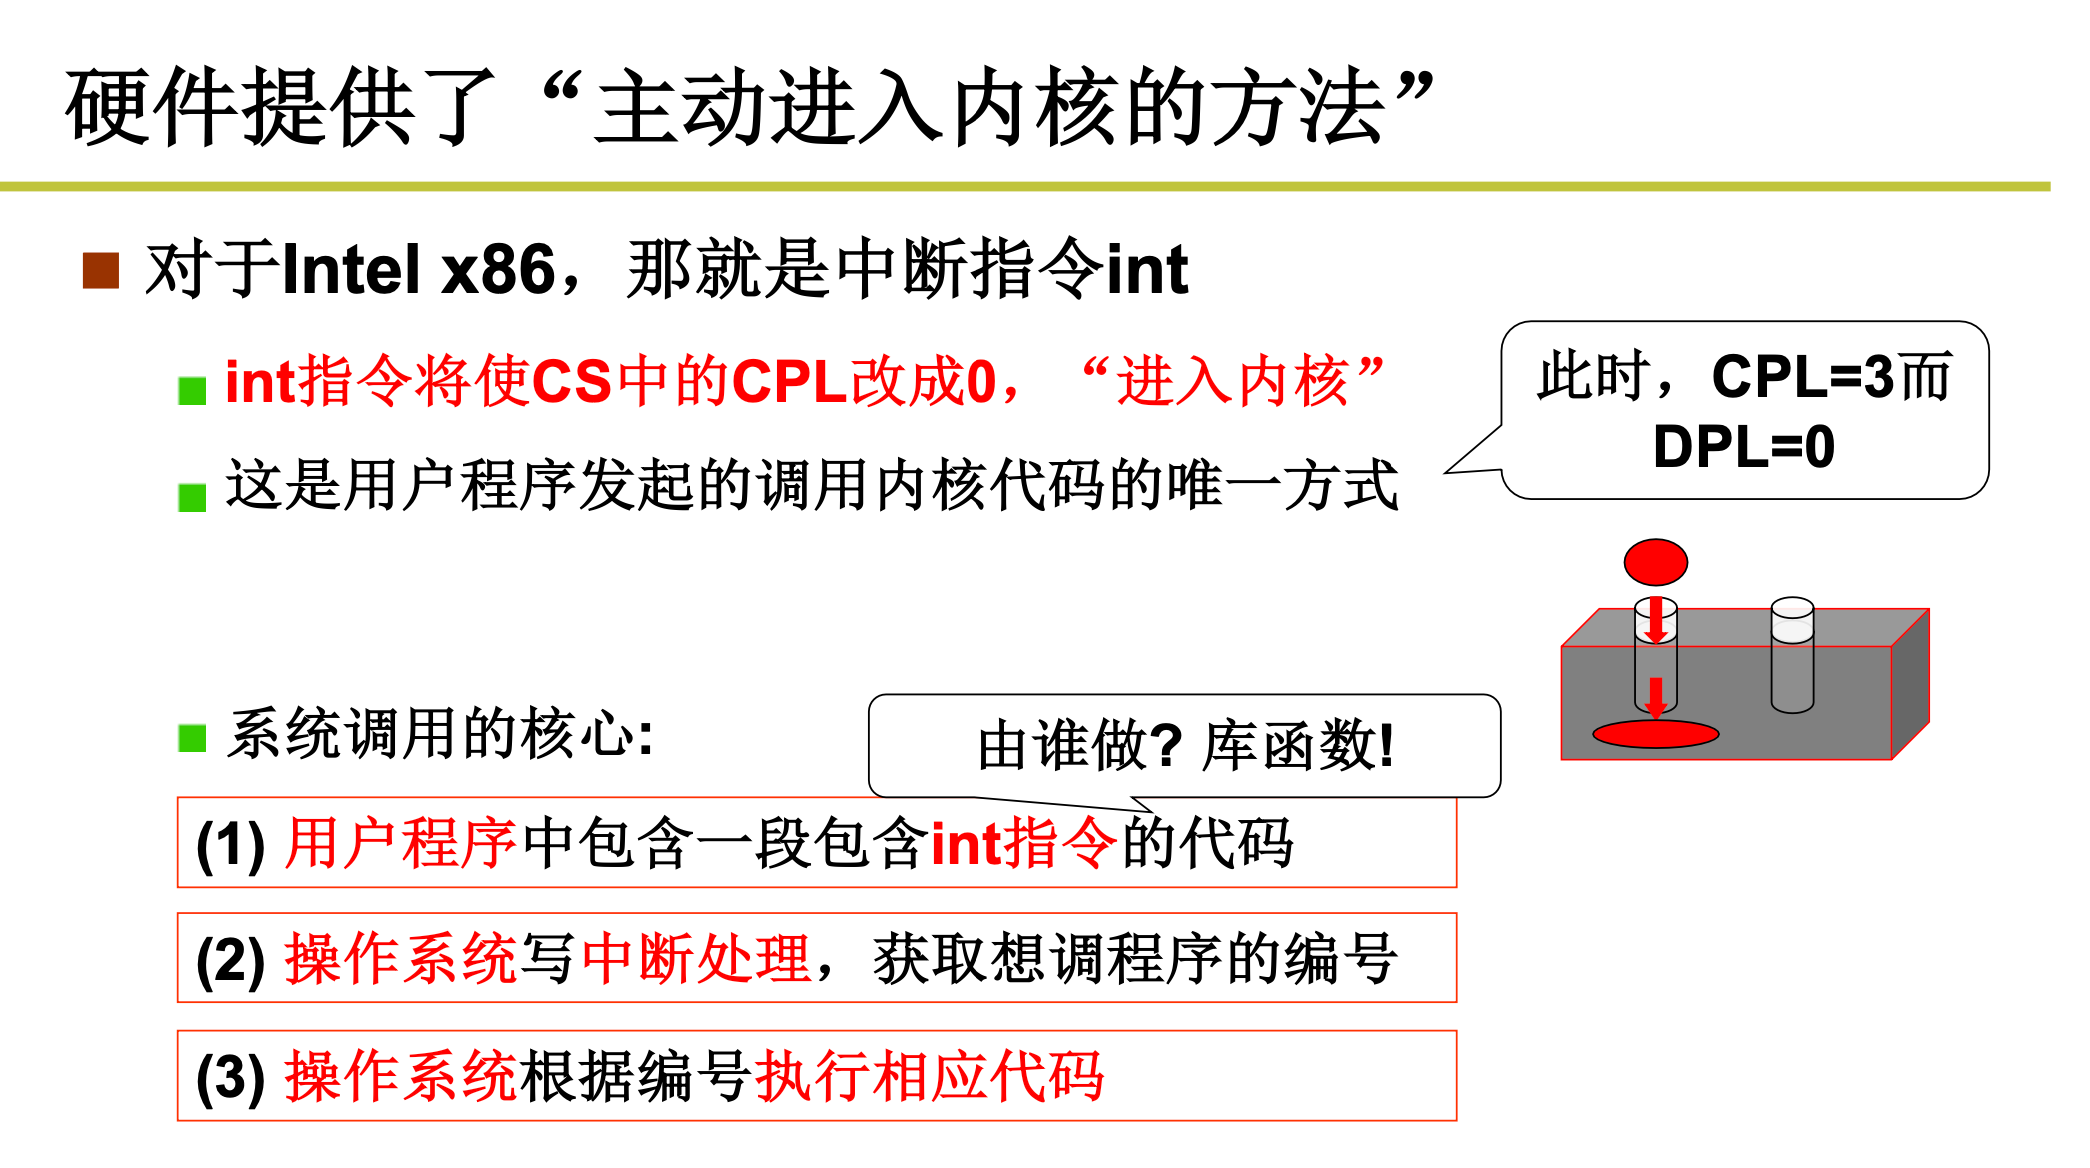 硬件提供了“主动进入内核的方法”
对于Intel x86，那就是中断指令int
int指令将使CS中的CPL改成0，“进入内核”
此时，CPL=3而
DPL=0
这是用户程序发起的调用内核代码的唯一方式
系统调用的核心:
由谁做? 库函数!
(1) 用户程序中包含一段包含int指令的代码
(2) 操作系统写中断处理，获取想调程序的编号
(3) 操作系统根据编号执行相应代码